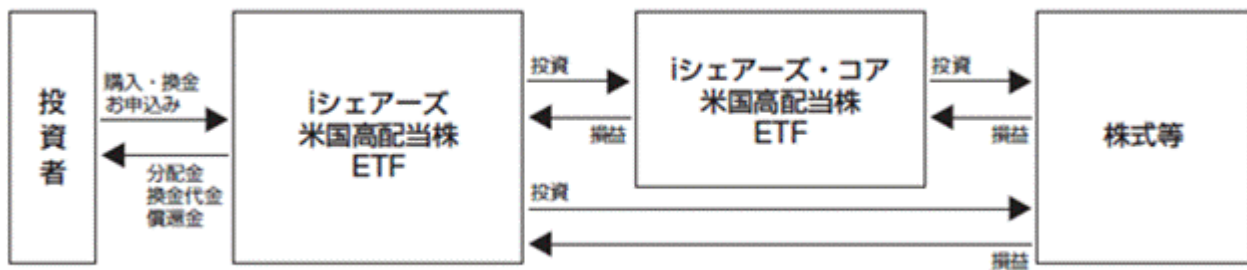 投資者
購入・換金
お申込み
分配金
換金代金
償還金
iシェアーズ
米国高配当株
ETF
投資
損益
iシェアーズ・コア
米国高配当株
ETF
投資
損益
投資
損益
株式等